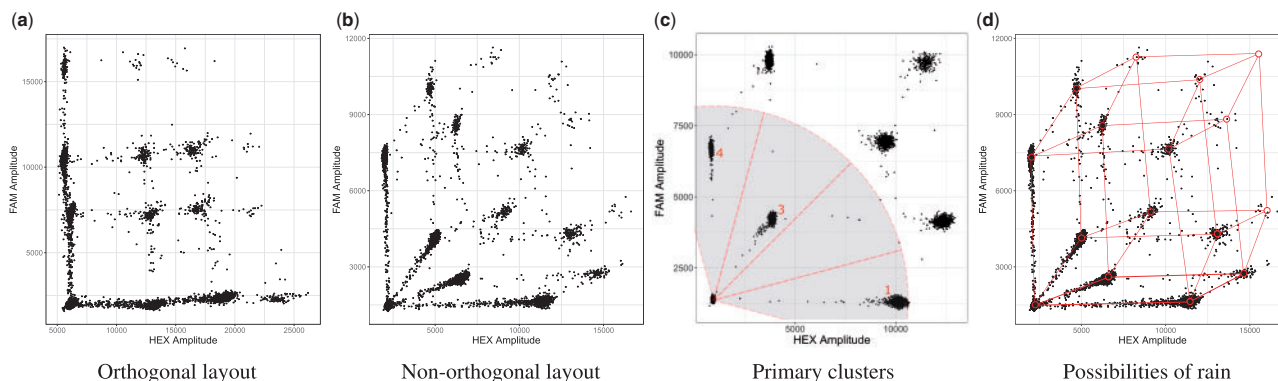 (a)
FAM Amplitude
15000
10000
5000
5000 10000 15000 20000 25000
HEX Amplitude
Orthogonal layout
(b)
FAM Amplitude
12000
9000
6000
3000
5000 10000 15000
HEX Amplitude
Non-orthogonal layout
(c)
FAM Amplitude
10000
7500
5000
2500
4
3
1
5000 10000
HEX Amplitude
Primary clusters
(d)
FAM Amplitude
12000
9000
6000
3000
5000 10000 15000
HEX Amplitude
Possibilities of rain